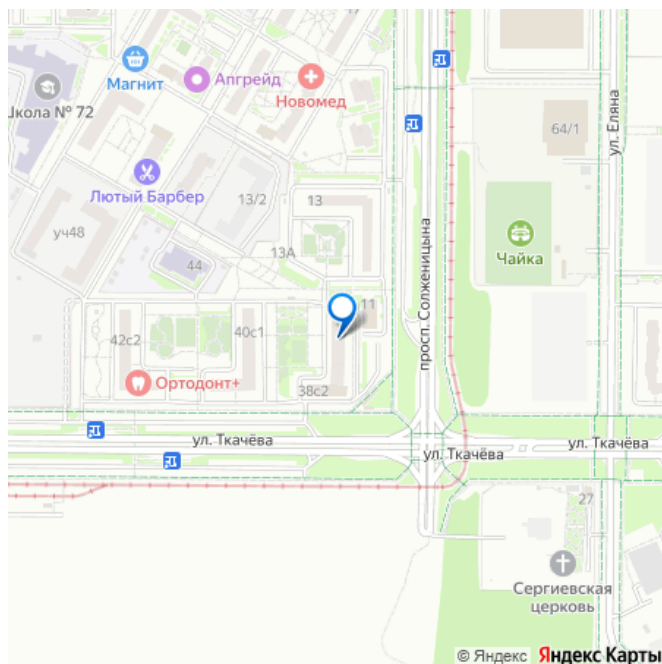 Магнит
Апгрейд
Новомед
Школа № 72
64/1
ул. Еляна
Лютый Барбер
13/2
13
уч48
Чайка
13А
44
просп. Солженицына
11
42с2
40с1
Ортодонт+
38с2
ул. Ткачёва
ул. Ткачёва
ул. Ткачёва
27
Сергиевская
церковь
© Яндекс Яндекс Карты